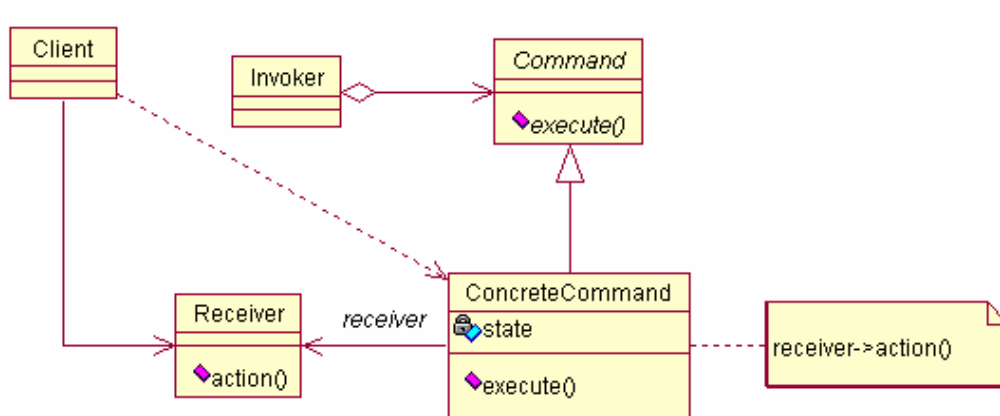 Client
Invoker
Command
execute()
Receiver
action()
receiver
ConcreteCommand
state
execute()
receiver->action()